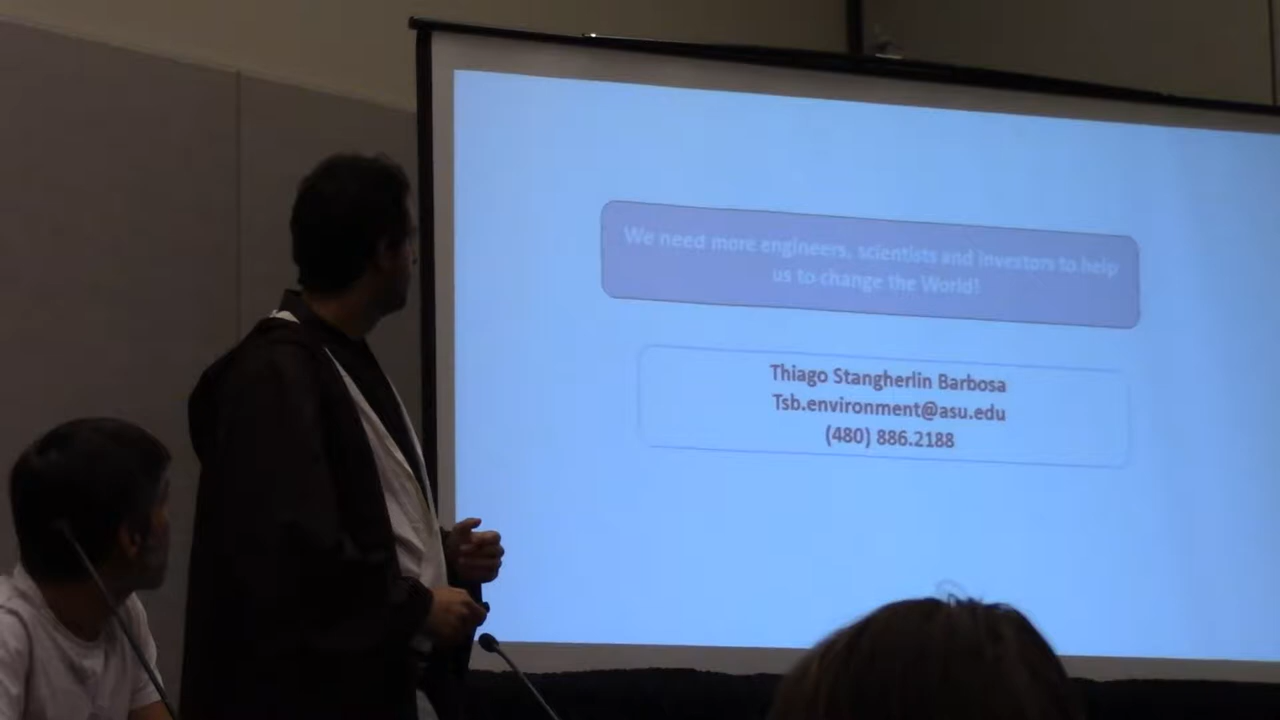 We need more engineers, scientists and investors to help
us to change the World!
Thiago Stangherlin Barbosa
Tsb.environment@asu.edu
(480) 886.2188